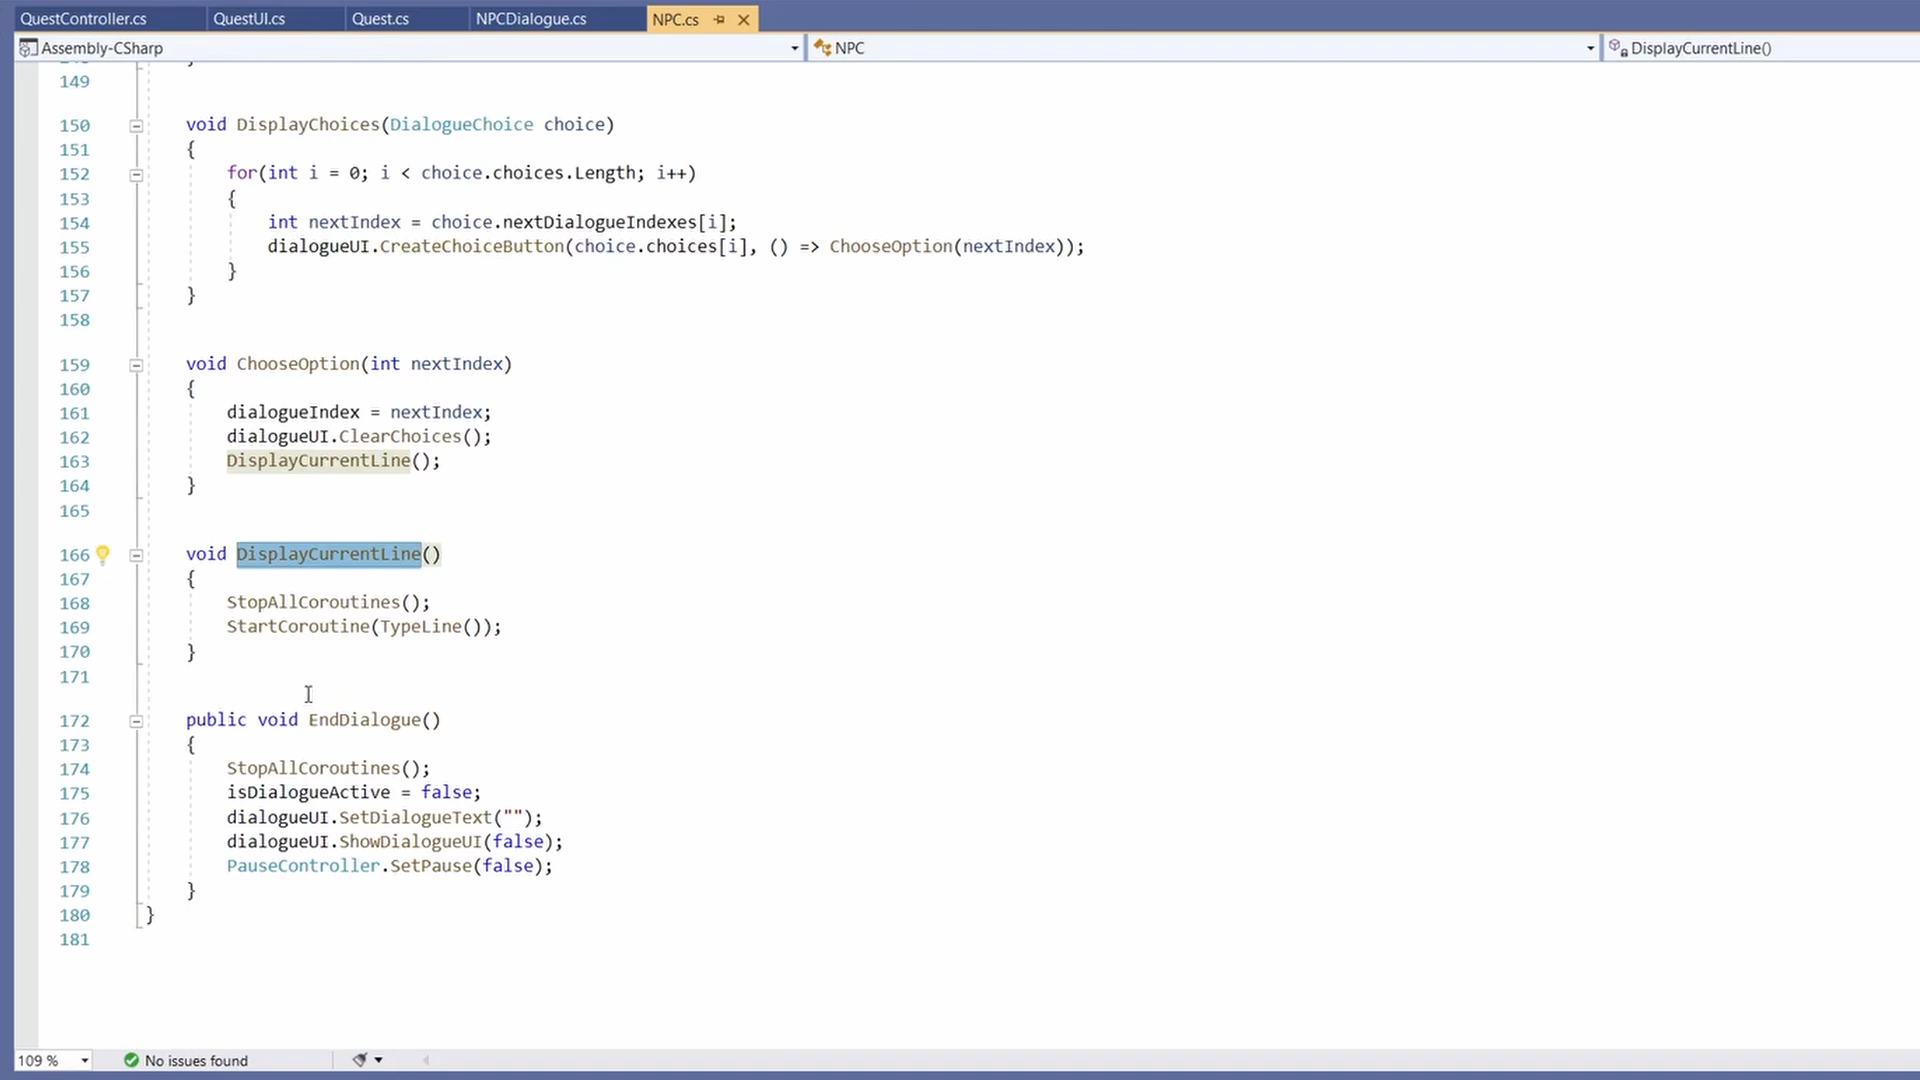 QuestController.cs QuestUI.cs Quest.cs NPCDialogue.cs NPC.cs
Assembly-CSharp NPC DisplayCurrentLine()
149
150 void DisplayChoices(DialogueChoice choice)
151 {
152 for(int i = 0; i < choice.choices.Length; i++)
153 {
154 int nextIndex = choice.nextDialogueIndexes[i];
155 dialogueUI.CreateChoiceButton(choice.choices[i], () => ChooseOption(nextIndex));
156 }
157 }
158
159 void ChooseOption(int nextIndex)
160 {
161 dialogueIndex = nextIndex;
162 dialogueUI.ClearChoices();
163 DisplayCurrentLine();
164 }
165
166 void DisplayCurrentLine()
167 {
168 StopAllCoroutines();
169 StartCoroutine(TypeLine());
170 }
171
172 public void EndDialogue()
173 {
174 StopAllCoroutines();
175 isDialogueActive = false;
176 dialogueUI.SetDialogueText("");
177 dialogueUI.ShowDialogueUI(false);
178 PauseController.SetPause(false);
179 }
180 }
181
109 % No issues found